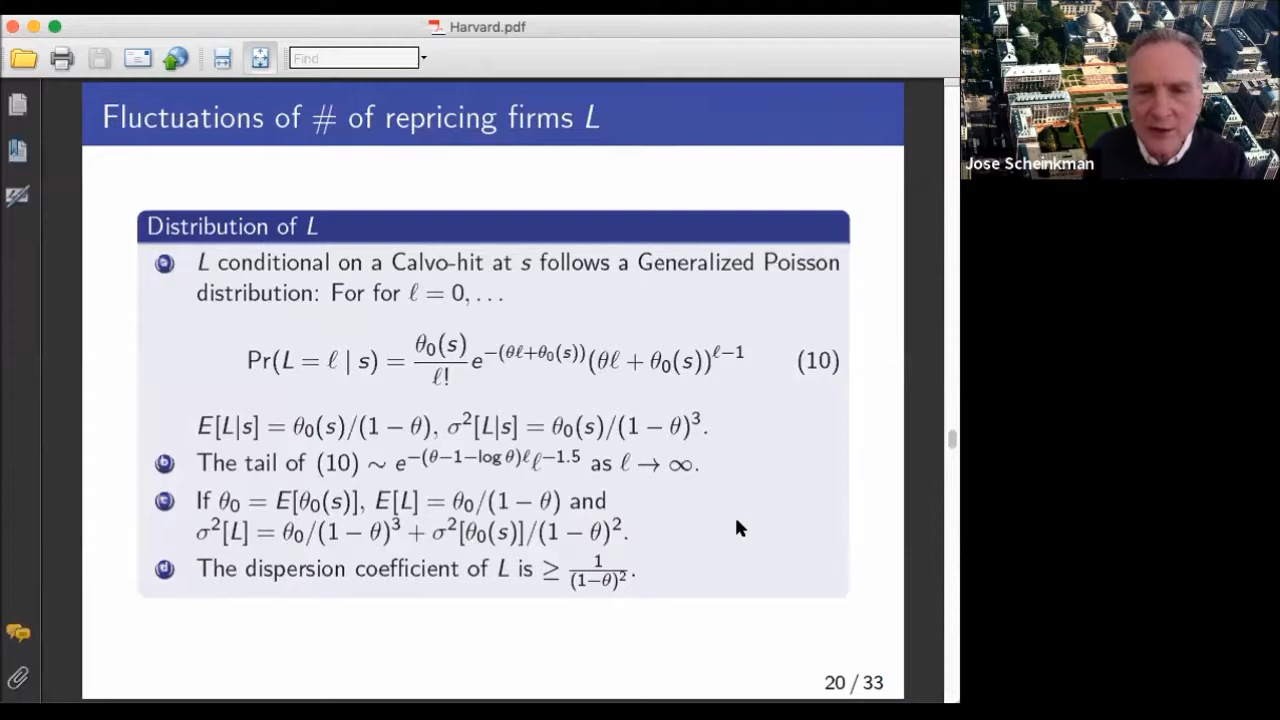 Harvard.pdf
Find
Fluctuations of # of repricing firms L
Jose Scheinkman
Distribution of L
a L conditional on a Calvo-hit at s follows a Generalized Poisson
distribution: For for ℓ = 0, . . .
Pr(L = ℓ | s) = θ₀(s)/ℓ! e^−(θℓ+θ₀(s)) (θℓ + θ₀(s))^ℓ−1 (10)
E[L|s] = θ₀(s)/(1 − θ), σ²[L|s] = θ₀(s)/(1 − θ)³.
b The tail of (10) ∼ e^−(θ−1−log θ)ℓ ℓ^−1.5 as ℓ → ∞.
c If θ₀ = E[θ₀(s)], E[L] = θ₀/(1 − θ) and
σ²[L] = θ₀/(1 − θ)³ + σ²[θ₀(s)]/(1 − θ)².
d The dispersion coefficient of L is ≥ 1/(1−θ)².
20 / 33